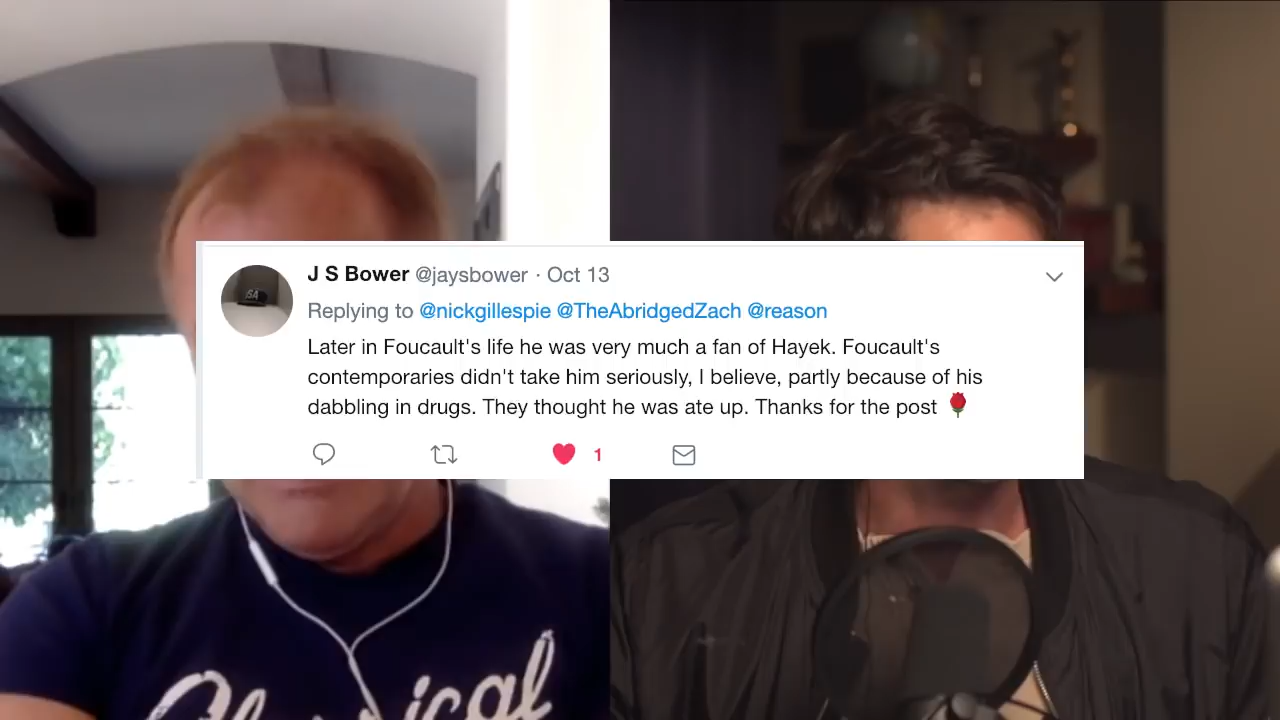 J S Bower @jaysbower · Oct 13
Replying to @nickgillespie @TheAbridgedZach @reason
Later in Foucault's life he was very much a fan of Hayek. Foucault's
contemporaries didn't take him seriously, I believe, partly because of his
dabbling in drugs. They thought he was ate up. Thanks for the post 🌹
1